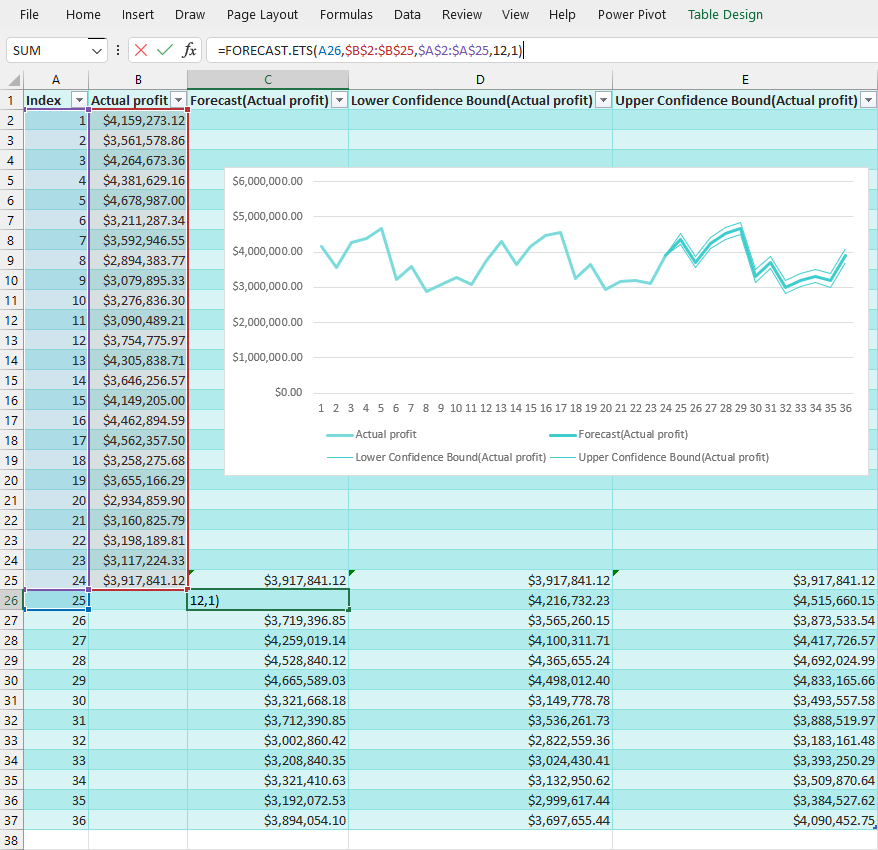 File Home Insert Draw Page Layout Formulas Data Review View Help Power Pivot Table Design
SUM fx =FORECAST.ETS(A26,$B$2:$B$25,$A$2:$A$25,12,1)
A B C D E
1 Index Actual profit Forecast(Actual profit) Lower Confidence Bound(Actual profit) Upper Confidence Bound(Actual profit)
2 1 $4,159,273.12
3 2 $3,561,578.86
4 3 $4,264,673.36
5 4 $4,381,629.16
6 5 $4,678,987.00
7 6 $3,211,287.34
8 7 $3,592,946.55
9 8 $2,894,383.77
10 9 $3,079,895.33
11 10 $3,276,836.30
12 11 $3,090,489.21
13 12 $3,754,775.97
14 13 $4,305,838.71
15 14 $3,646,256.57
16 15 $4,149,205.00
17 16 $4,462,894.59
18 17 $4,562,357.50
19 18 $3,258,275.68
20 19 $3,655,166.29
21 20 $2,934,859.90
22 21 $3,160,825.79
23 22 $3,198,189.81
24 23 $3,117,224.33
25 24 $3,917,841.12 $3,917,841.12 $3,917,841.12 $3,917,841.12
26 25 12,1) $4,216,732.23 $4,515,660.15
27 26 $3,719,396.85 $3,565,260.15 $3,873,533.54
28 27 $4,259,019.14 $4,100,311.71 $4,417,726.57
29 28 $4,528,840.12 $4,365,655.24 $4,692,024.99
30 29 $4,665,589.03 $4,498,012.40 $4,833,165.66
31 30 $3,321,668.18 $3,149,778.78 $3,493,557.58
32 31 $3,712,390.85 $3,536,261.73 $3,888,519.97
33 32 $3,002,860.42 $2,822,559.36 $3,183,161.48
34 33 $3,208,840.35 $3,024,430.41 $3,393,250.29
35 34 $3,321,410.63 $3,132,950.62 $3,509,870.64
36 35 $3,192,072.53 $2,999,617.44 $3,384,527.62
37 36 $3,894,054.10 $3,697,655.44 $4,090,452.75
38
$6,000,000.00
$5,000,000.00
$4,000,000.00
$3,000,000.00
$2,000,000.00
$1,000,000.00
$0.00
1 2 3 4 5 6 7 8 9 10 11 12 13 14 15 16 17 18 19 20 21 22 23 24 25 26 27 28 29 30 31 32 33 34 35 36
Actual profit Forecast(Actual profit)
Lower Confidence Bound(Actual profit) Upper Confidence Bound(Actual profit)